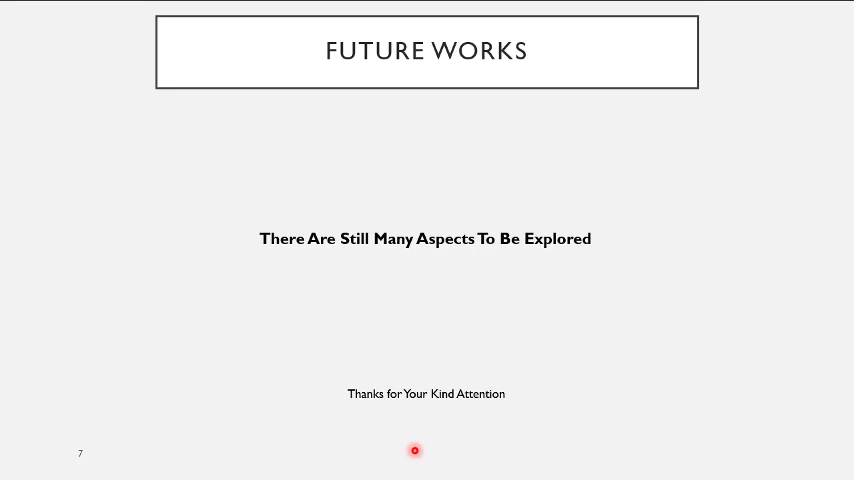 FUTURE WORKS
There Are Still Many Aspects To Be Explored
Thanks for Your Kind Attention
7